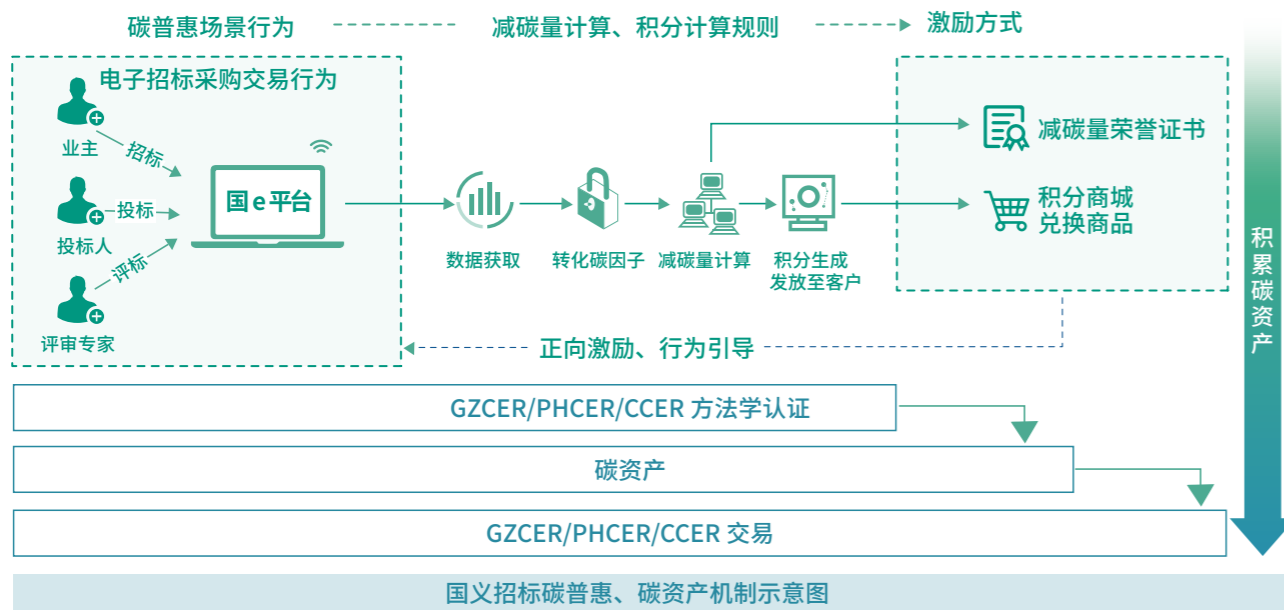 碳普惠场景行为
减碳量计算、积分计算规则
激励方式
电子招标采购交易行为
业主
招标
投标人
投标
评审专家
评标
国e平台
数据获取
转化碳因子
减碳量计算
积分生成
发放至客户
减碳量荣誉证书
积分商城
兑换商品
正向激励、行为引导
积累碳资产
GZCER/PHCER/CCER 方法学认证
碳资产
GZCER/PHCER/CCER 交易
国义招标碳普惠、碳资产机制示意图